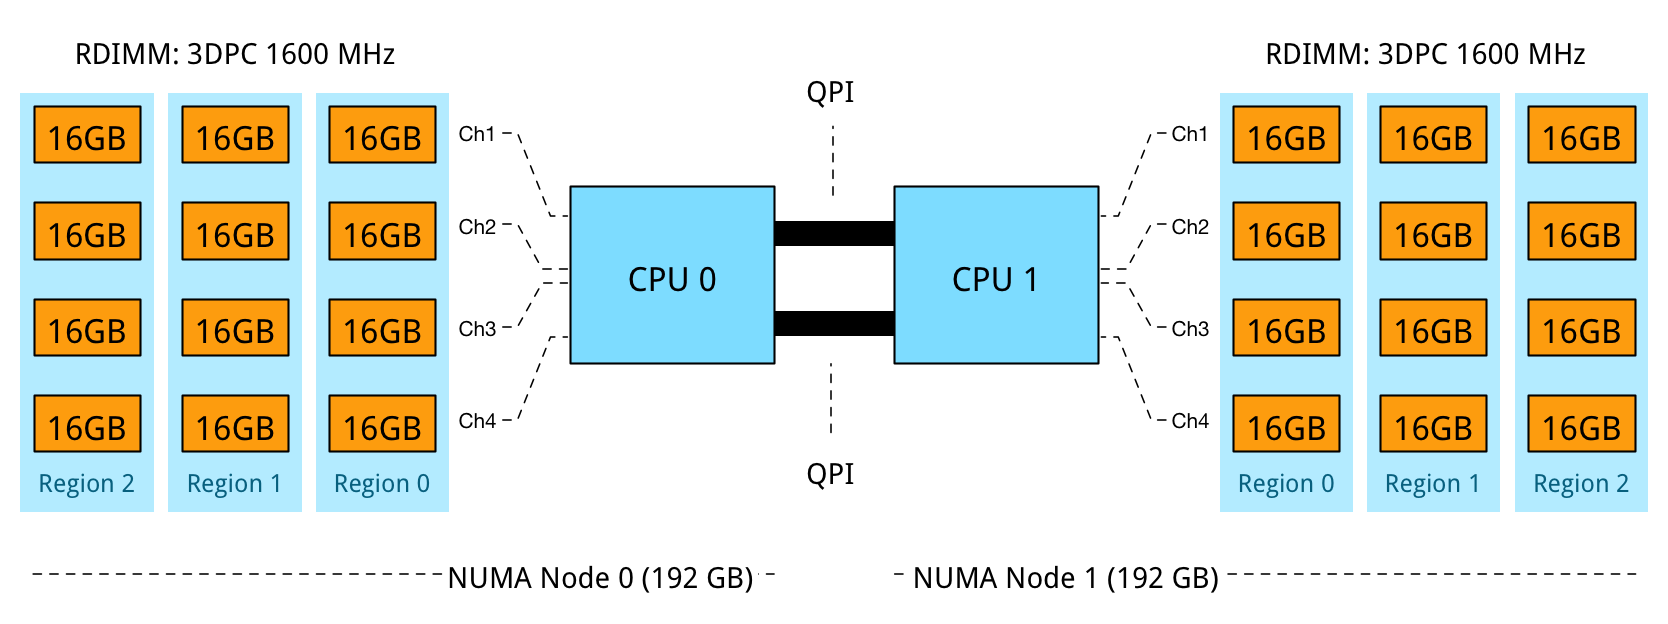 RDIMM: 3DPC 1600 MHz
RDIMM: 3DPC 1600 MHz
QPI
16GB 16GB 16GB Ch1
Ch1 16GB 16GB 16GB
16GB 16GB 16GB Ch2
Ch2 16GB 16GB 16GB
CPU 0
CPU 1
16GB 16GB 16GB Ch3
Ch3 16GB 16GB 16GB
16GB 16GB 16GB Ch4
Ch4 16GB 16GB 16GB
QPI
Region 2 Region 1 Region 0
Region 0 Region 1 Region 2
NUMA Node 0 (192 GB)
NUMA Node 1 (192 GB)